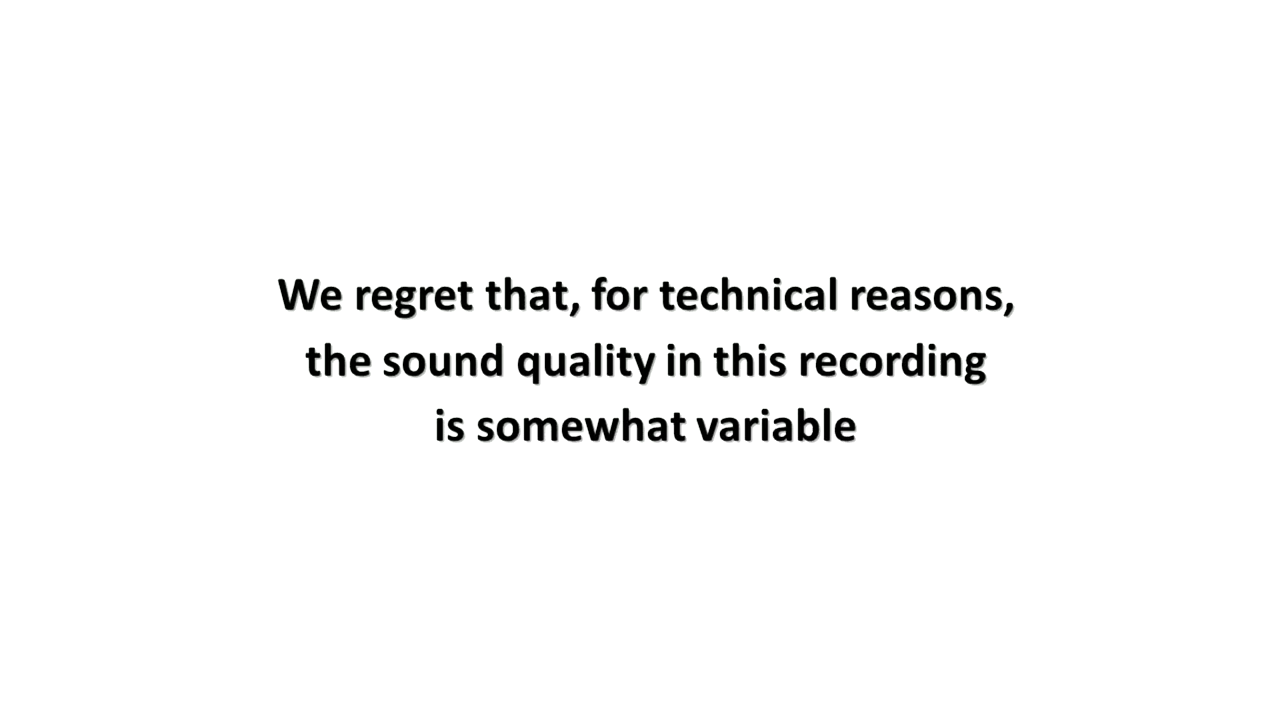 We regret that, for technical reasons,
the sound quality in this recording
is somewhat variable